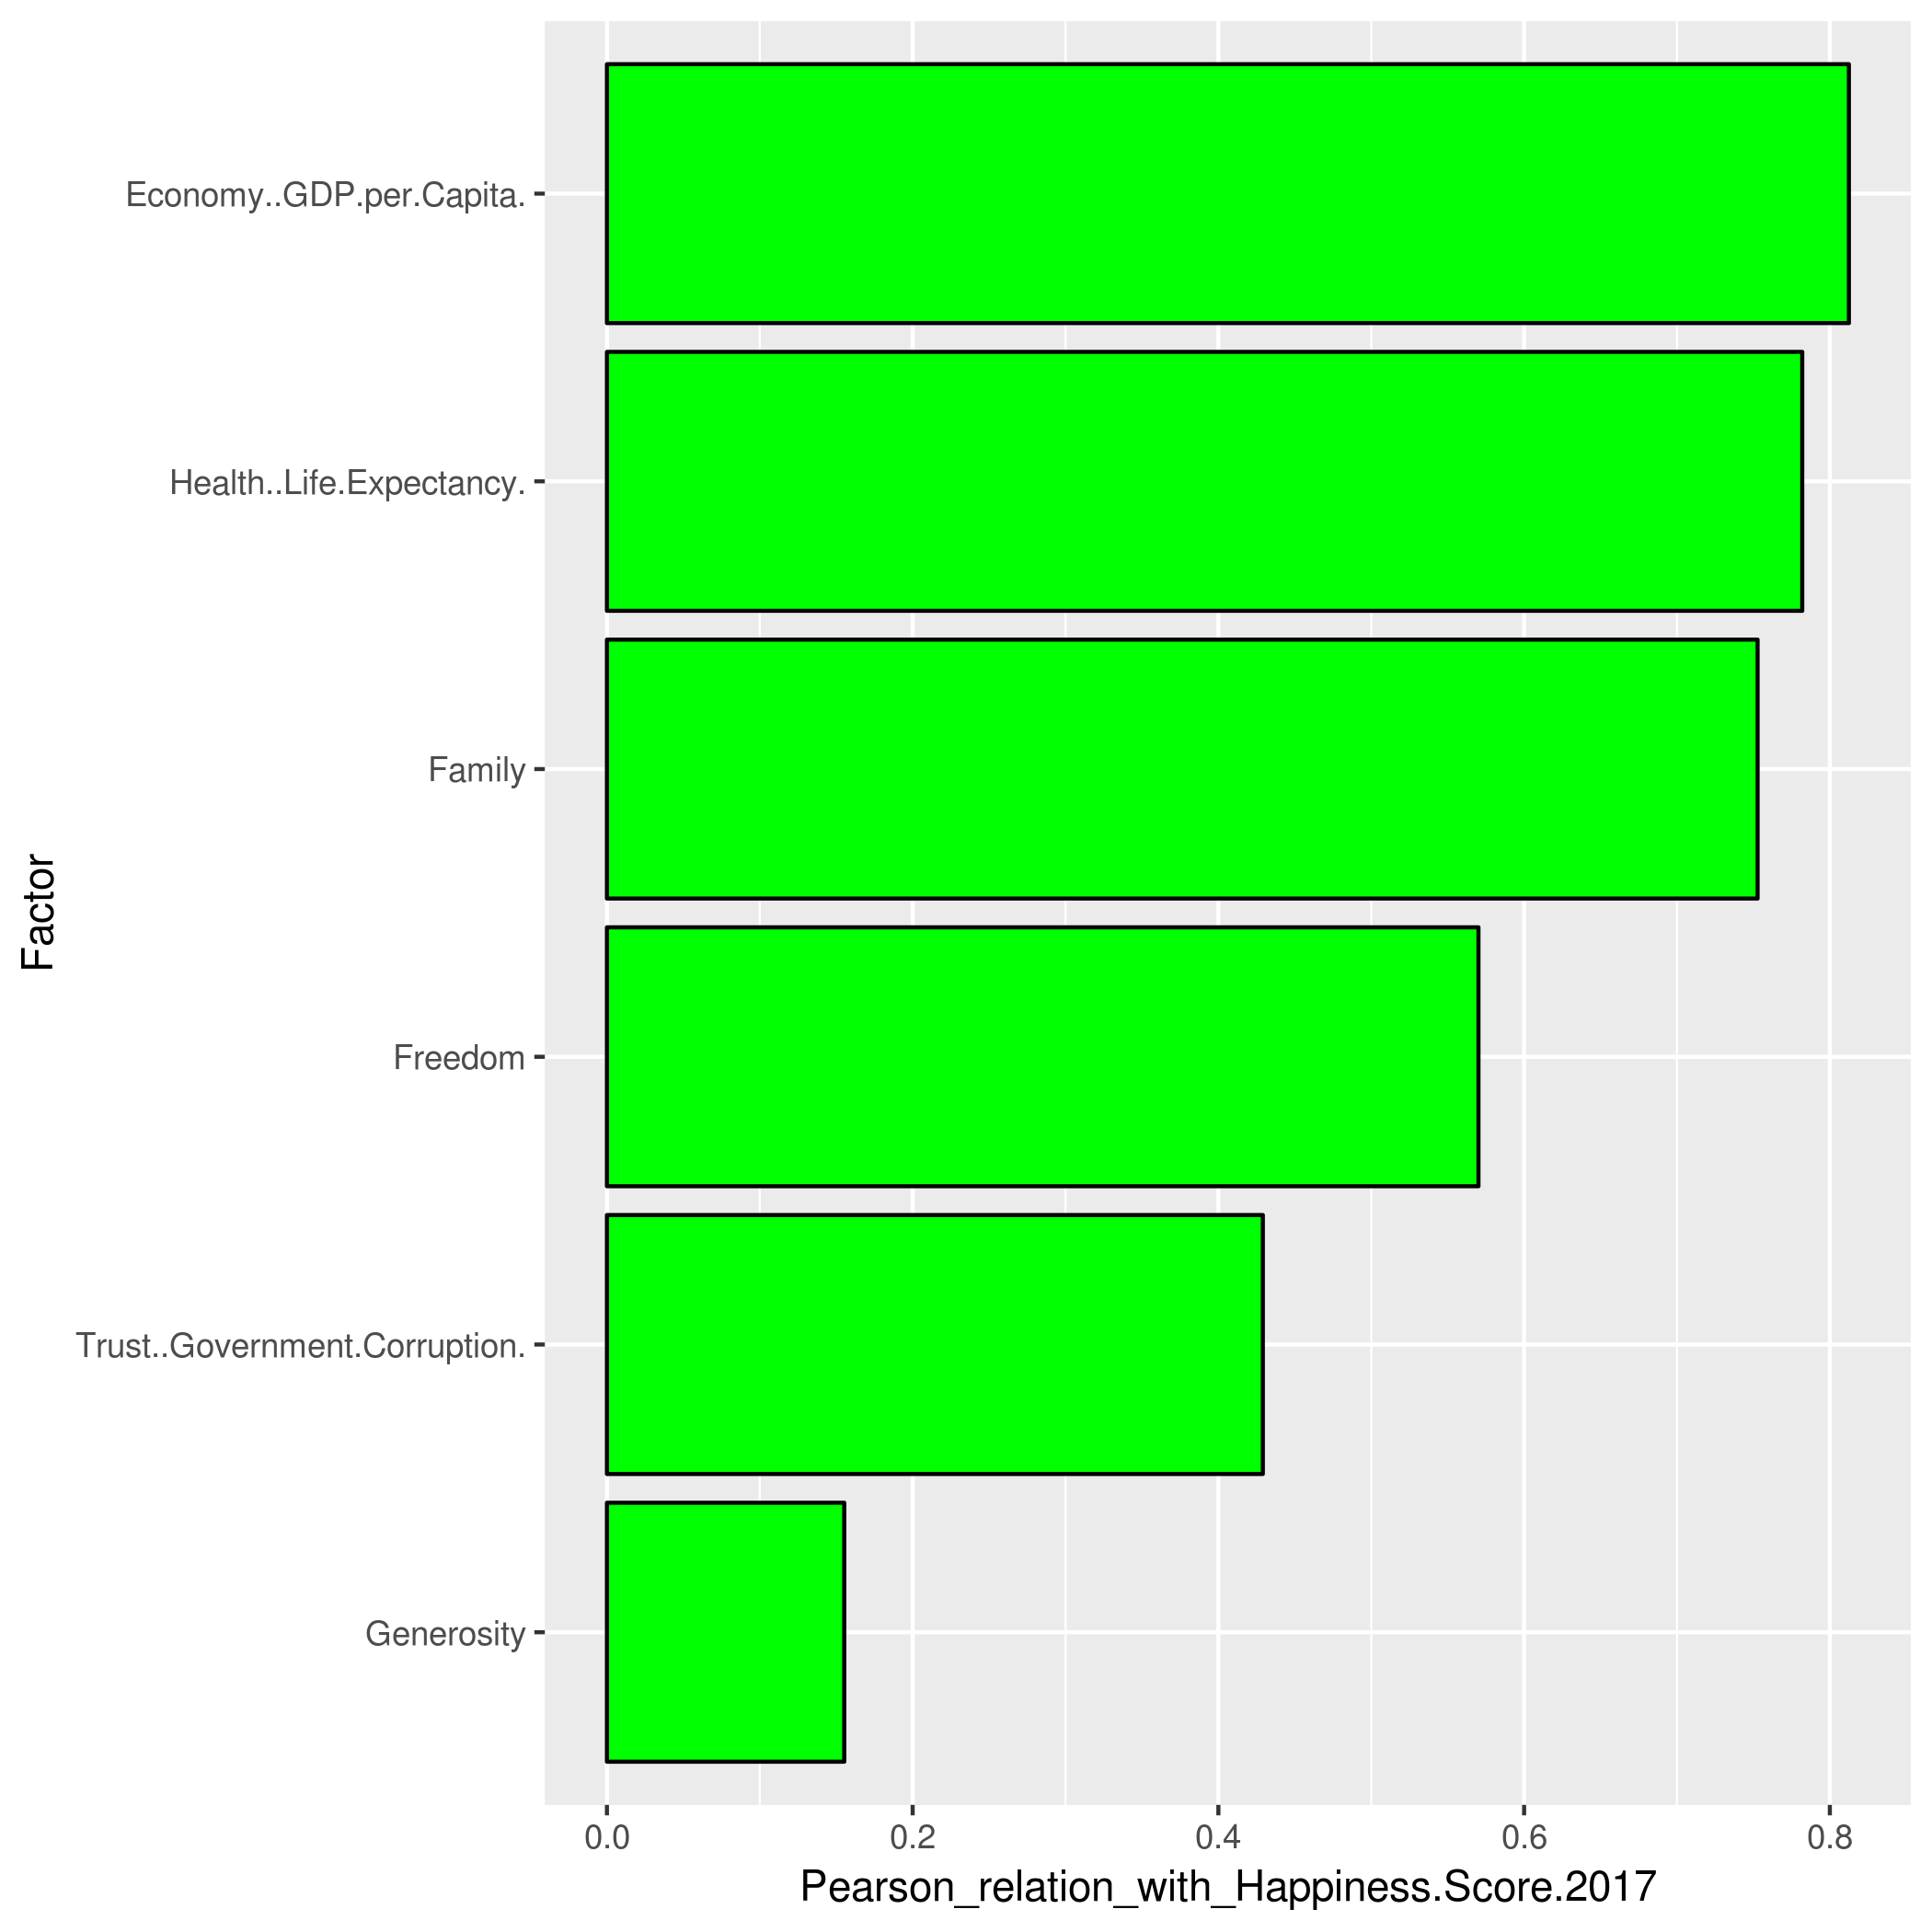 Economy..GDP.per.Capita.
Health..Life.Expectancy.
Family
Freedom
Trust..Government.Corruption.
Generosity
Factor
0.0 0.2 0.4 0.6 0.8
Pearson_relation_with_Happiness.Score.2017